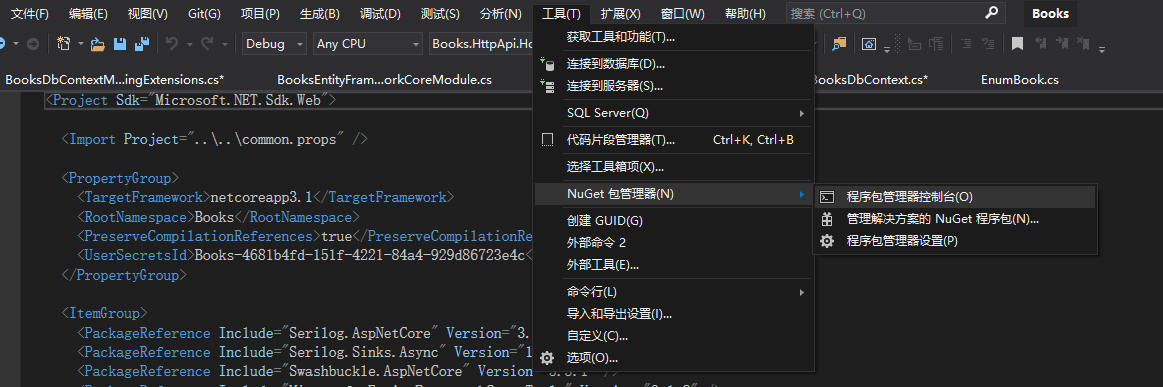 文件(F) 编辑(E) 视图(V) Git(G) 项目(P) 生成(B) 调试(D) 测试(S) 分析(N) 工具(T) 扩展(X) 窗口(W) 帮助(H) 搜索 (Ctrl+Q) Books
Debug Any CPU Books.HttpApi.Ho
BooksDbContextM...ingExtensions.cs* BooksEntityFram...orkCoreModule.cs BooksDbContext.cs* EnumBook.cs
<Project Sdk="Microsoft.NET.Sdk.Web">
<Import Project="..\..\common.props" />
<PropertyGroup>
<TargetFramework>netcoreapp3.1</TargetFramework>
<RootNamespace>Books</RootNamespace>
<PreserveCompilationReferences>true</PreserveCompilationRe
<UserSecretsId>Books-4681b4fd-151f-4221-84a4-929d86723e4c<
</PropertyGroup>
<ItemGroup>
<PackageReference Include="Serilog.AspNetCore" Version="3.
<PackageReference Include="Serilog.Sinks.Async" Version="1
<PackageReference Include="Swashbuckle.AspNetCore" Version=
获取工具和功能(T)...
连接到数据库(D)...
连接到服务器(S)...
SQL Server(Q)
代码片段管理器(T)... Ctrl+K, Ctrl+B
选择工具箱项(X)...
NuGet 包管理器(N)
创建 GUID(G)
外部命令 2
外部工具(E)...
命令行(L)
导入和导出设置(I)...
自定义(C)...
选项(O)...
程序包管理器控制台(O)
管理解决方案的 NuGet 程序包(N)...
程序包管理器设置(P)